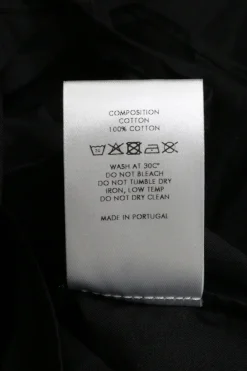 COMPOSITION
COTTON
100% COTTON
WASH AT 30C°
DO NOT BLEACH
DO NOT TUMBLE DRY
IRON, LOW TEMP
DO NOT DRY CLEAN
MADE IN PORTUGAL